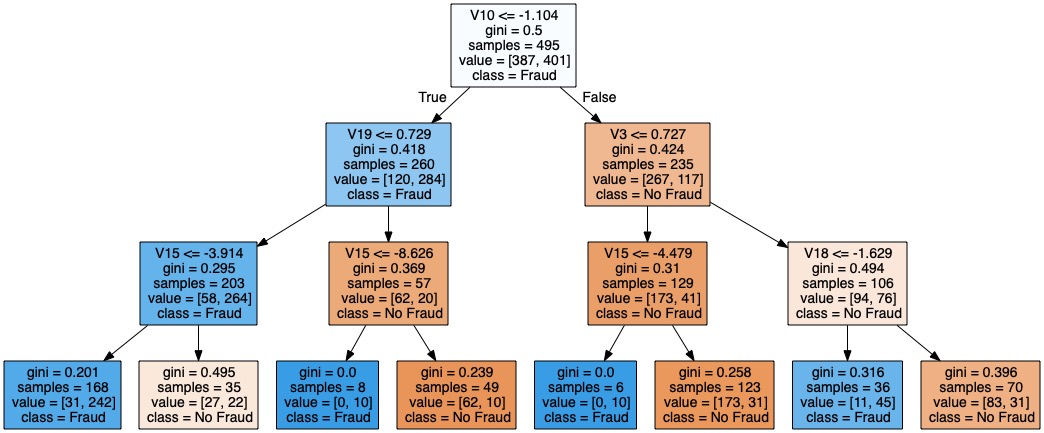 V10 <= -1.104
gini = 0.5
samples = 495
value = [387, 401]
class = Fraud
True
False
V19 <= 0.729
gini = 0.418
samples = 260
value = [120, 284]
class = Fraud
V3 <= 0.727
gini = 0.424
samples = 235
value = [267, 117]
class = No Fraud
V15 <= -3.914
gini = 0.295
samples = 203
value = [58, 264]
class = Fraud
V15 <= -8.626
gini = 0.369
samples = 57
value = [62, 20]
class = No Fraud
V15 <= -4.479
gini = 0.31
samples = 129
value = [173, 41]
class = No Fraud
V18 <= -1.629
gini = 0.494
samples = 106
value = [94, 76]
class = No Fraud
gini = 0.201
samples = 168
value = [31, 242]
class = Fraud
gini = 0.495
samples = 35
value = [27, 22]
class = No Fraud
gini = 0.0
samples = 8
value = [0, 10]
class = Fraud
gini = 0.239
samples = 49
value = [62, 10]
class = No Fraud
gini = 0.0
samples = 6
value = [0, 10]
class = Fraud
gini = 0.258
samples = 123
value = [173, 31]
class = No Fraud
gini = 0.316
samples = 36
value = [11, 45]
class = Fraud
gini = 0.396
samples = 70
value = [83, 31]
class = No Fraud